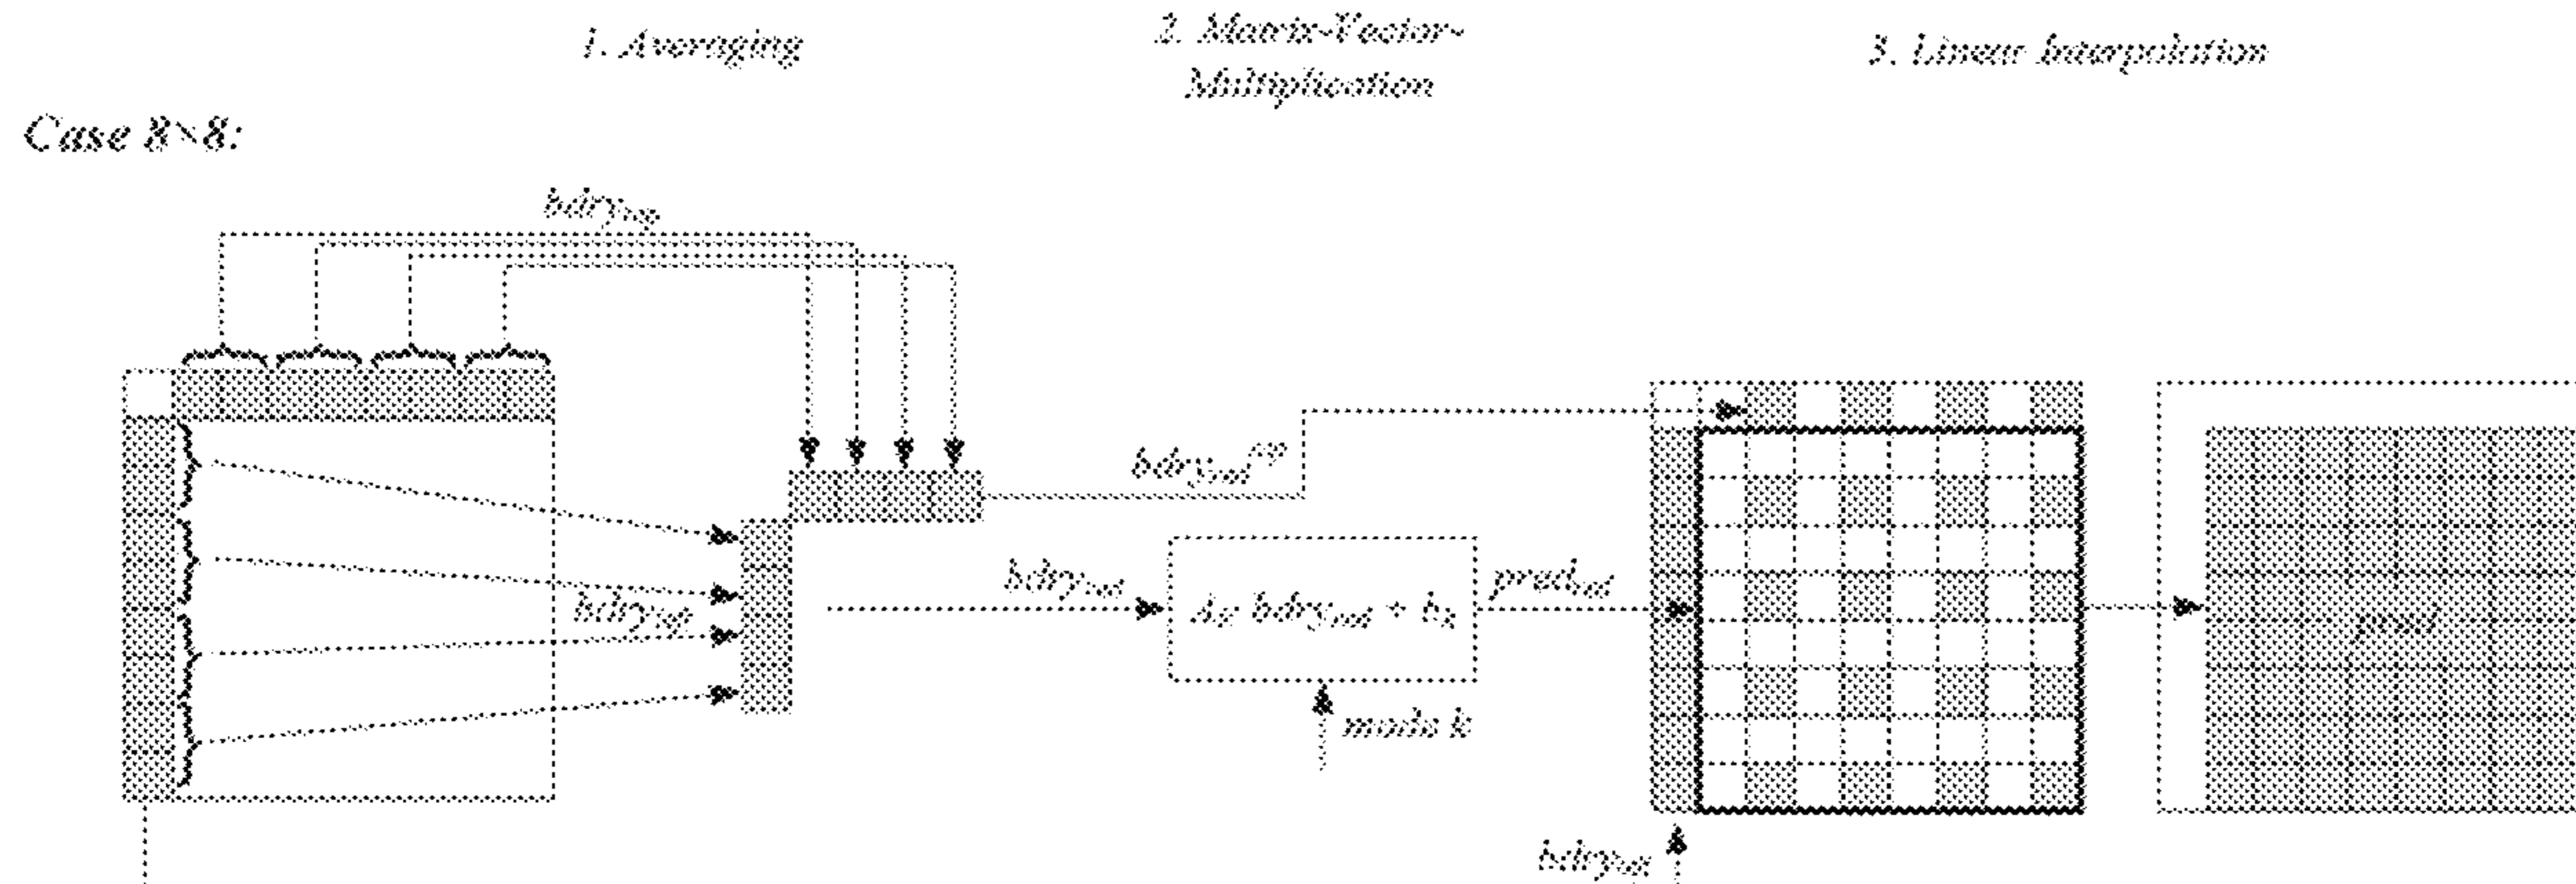 1. Averaging
2. Matrix-Vector-
Multiplication
3. Linear Interpolation
Case 8×8:
bdry_top
bdry_red^top
bdry_red
bdry_left
A_k bdry_red + b_k
pred_red
mode k
pred